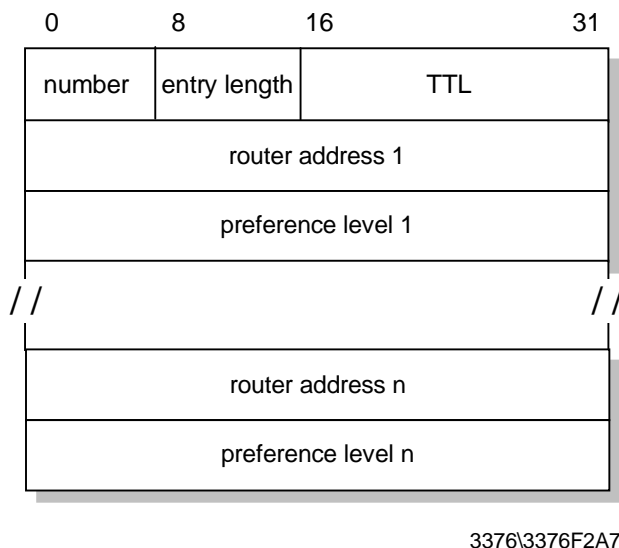 0 8 16 31
number entry length TTL
router address 1
preference level 1
// //
router address n
preference level n
3376\3376F2A7